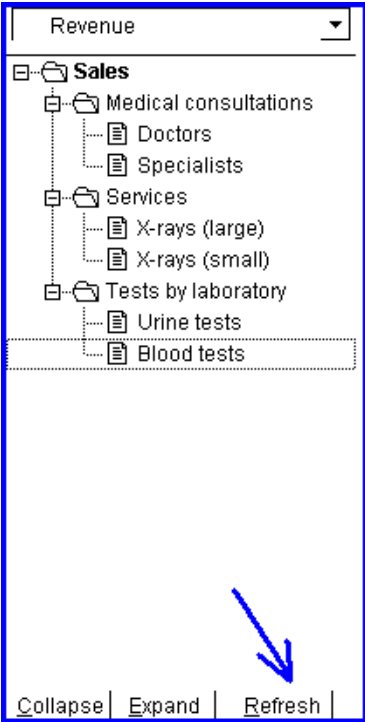 Revenue
Sales
Medical consultations
Doctors
Specialists
Services
X-rays (large)
X-rays (small)
Tests by laboratory
Urine tests
Blood tests
Collapse Expand Refresh